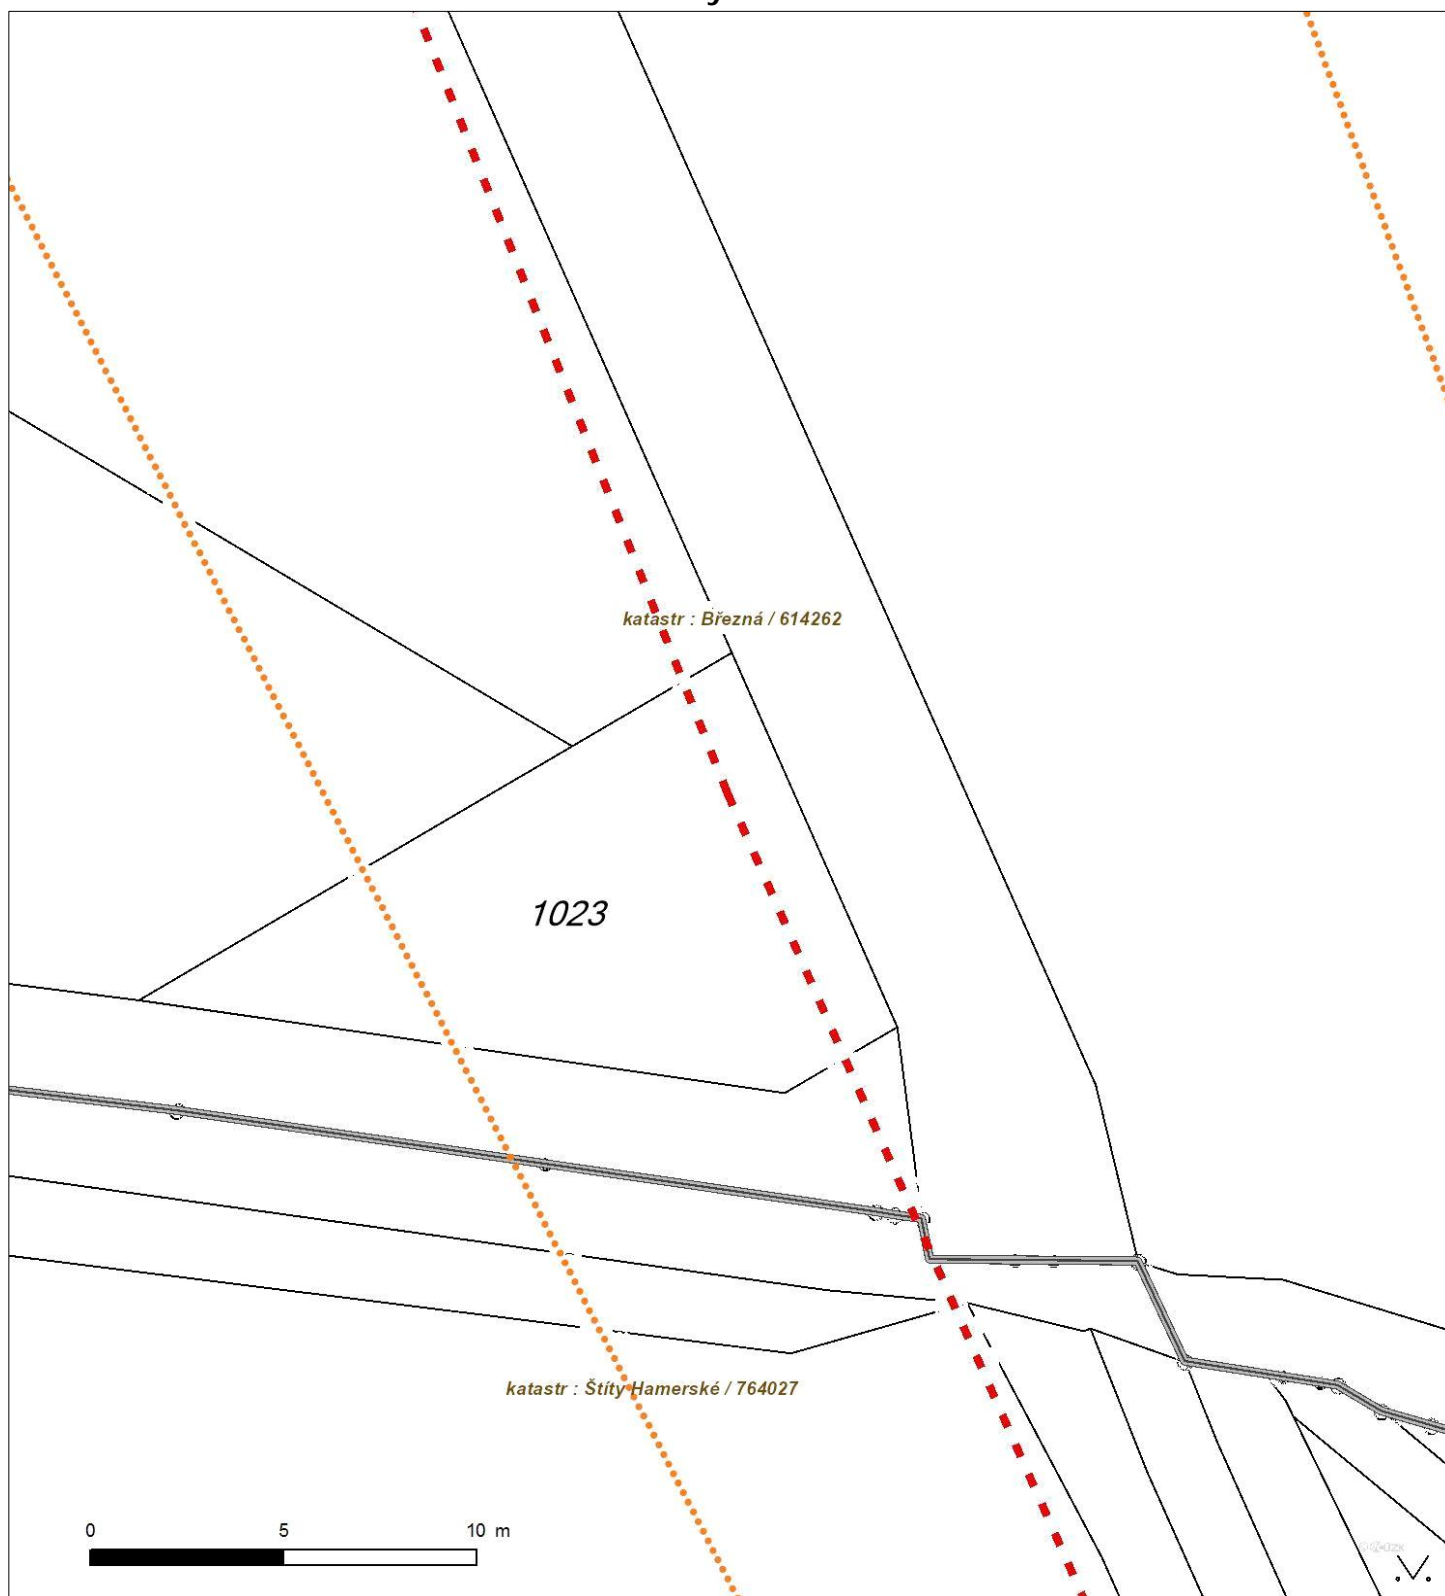 katastr : Březná / 614262
1023
katastr : Štíty Hamerské / 764027
0 5 10 m